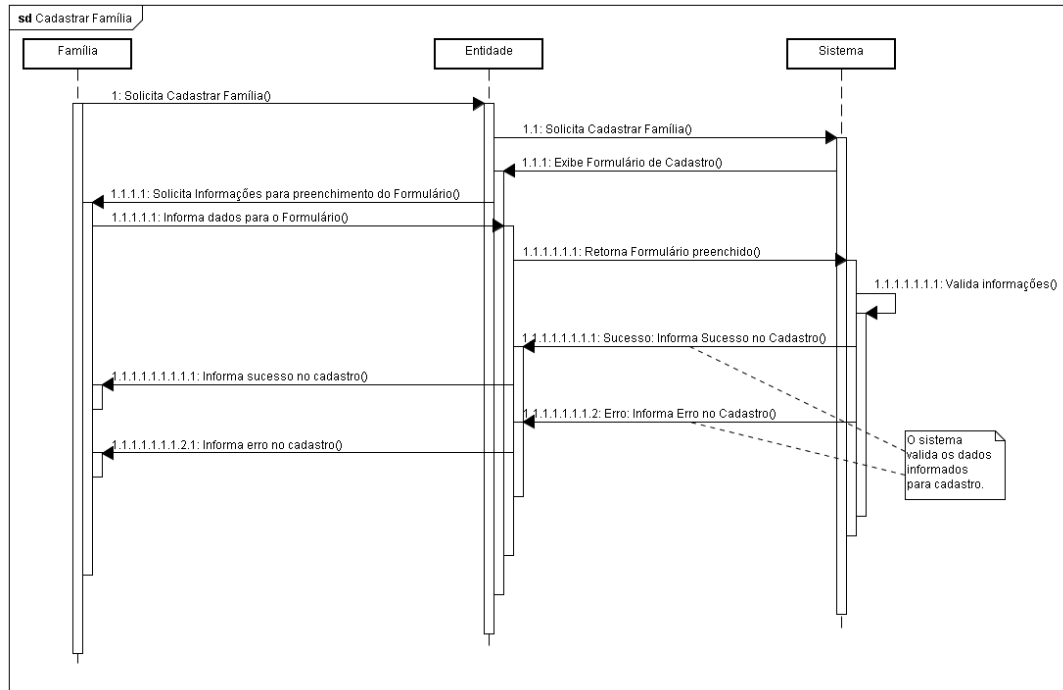 sd Cadastrar Família
Família
Entidade
Sistema
1: Solicita Cadastrar Família()
1.1: Solicita Cadastrar Família()
1.1.1: Exibe Formulário de Cadastro()
1.1.1.1: Solicita Informações para preenchimento do Formulário()
1.1.1.1.1: Informa dados para o Formulário()
1.1.1.1.1.1: Retorna Formulário preenchido()
1.1.1.1.1.1.1: Valida informações()
1.1.1.1.1.1.1.1: Sucesso: Informa Sucesso no Cadastro()
1.1.1.1.1.1.1.1.1: Informa sucesso no cadastro()
1.1.1.1.1.1.1.2: Erro: Informa Erro no Cadastro()
1.1.1.1.1.1.1.2.1: Informa erro no cadastro()
O sistema
valida os dados
informados
para cadastro.